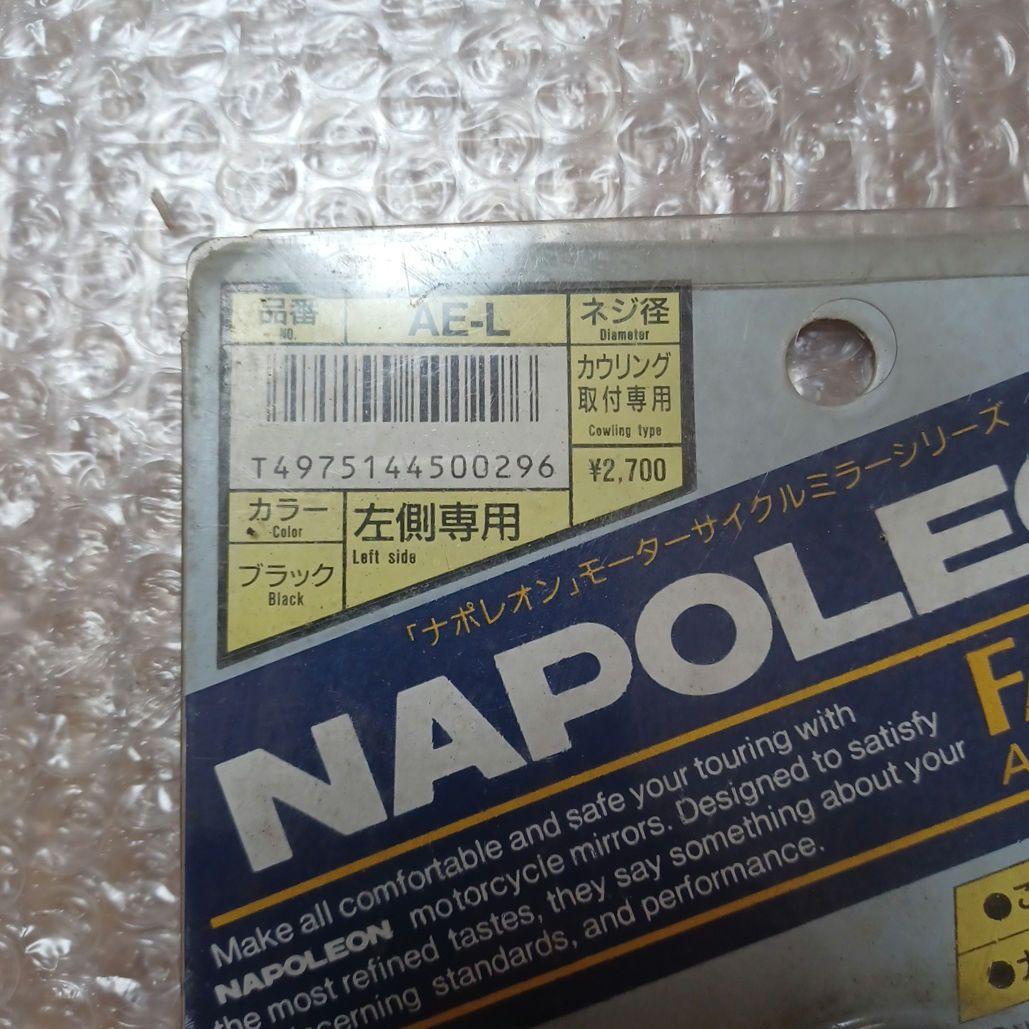 品番
NO.
AE-L
ネジ径
Diameter
カウリング
取付専用
Cowling type
T4975144500296
¥2,700
カラー
Color
左側専用
Left side
ブラック
Black
「ナポレオン」モーターサイクルミラーシリーズ
NAPOLEO
Make all comfortable and safe your touring with
NAPOLEON motorcycle mirrors. Designed to satisfy
the most refined tastes, they say something about your
standards, and performance.